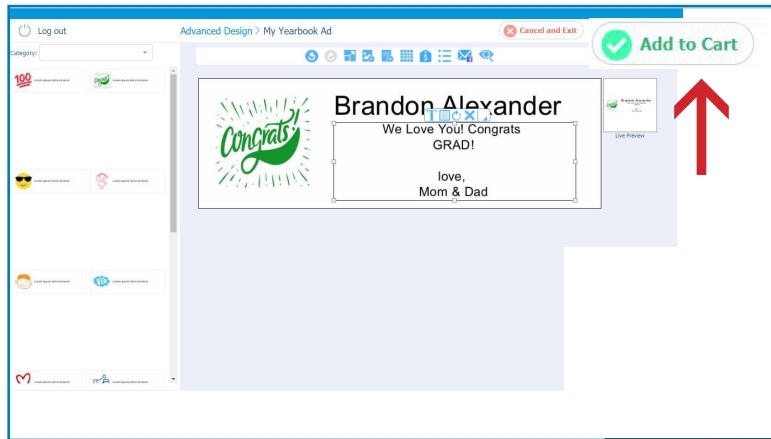 Log out
Advanced Design > My Yearbook Ad
Cancel and Exit
Add to Cart
Category:
100
Congrats!
Brandon Alexander
We Love You! Congrats
GRAD!
love,
Mom & Dad
Live Preview